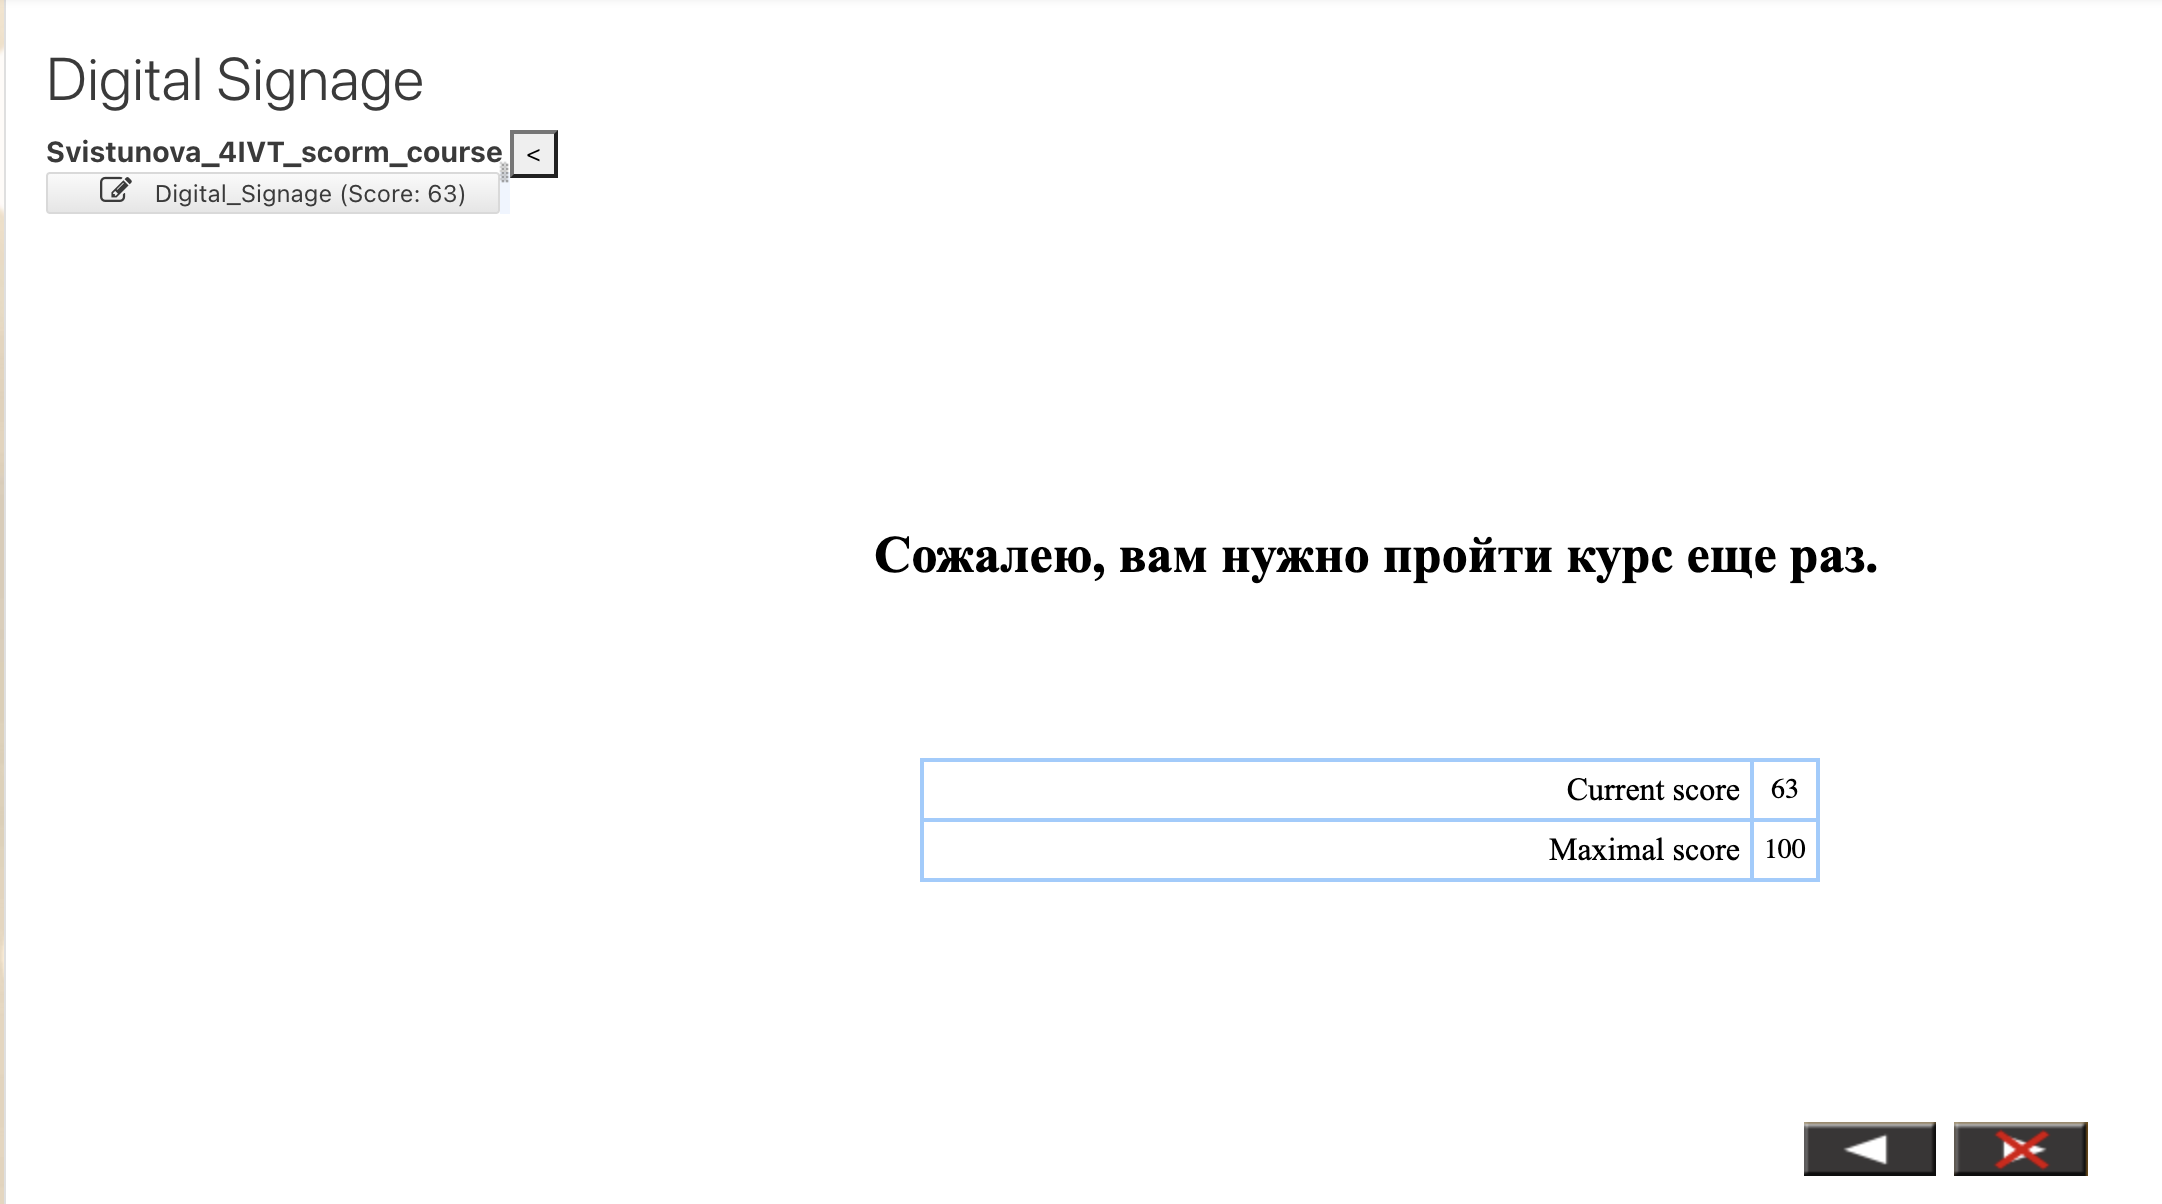 Digital Signage
Svistunova_4IVT_scorm_course
<
Digital_Signage (Score: 63)
Сожалею, вам нужно пройти курс еще раз.
Current score 63
Maximal score 100